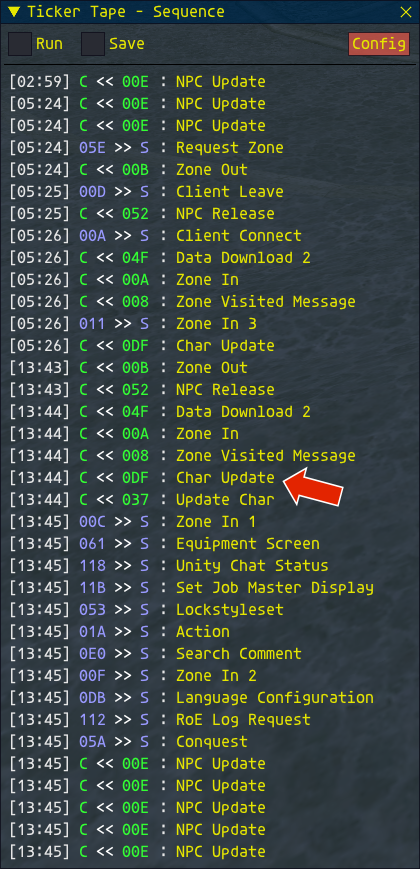 Ticker Tape - Sequence
Run Save Config
[02:59] C << 00E : NPC Update
[05:24] C << 00E : NPC Update
[05:24] C << 00E : NPC Update
[05:24] 05E >> S : Request Zone
[05:24] C << 00B : Zone Out
[05:25] 00D >> S : Client Leave
[05:25] C << 052 : NPC Release
[05:26] 00A >> S : Client Connect
[05:26] C << 04F : Data Download 2
[05:26] C << 00A : Zone In
[05:26] C << 008 : Zone Visited Message
[05:26] 011 >> S : Zone In 3
[05:26] C << 0DF : Char Update
[13:43] C << 00B : Zone Out
[13:43] C << 052 : NPC Release
[13:44] C << 04F : Data Download 2
[13:44] C << 00A : Zone In
[13:44] C << 008 : Zone Visited Message
[13:44] C << 0DF : Char Update
[13:44] C << 037 : Update Char
[13:45] 00C >> S : Zone In 1
[13:45] 061 >> S : Equipment Screen
[13:45] 118 >> S : Unity Chat Status
[13:45] 11B >> S : Set Job Master Display
[13:45] 053 >> S : Lockstyleset
[13:45] 01A >> S : Action
[13:45] 0E0 >> S : Search Comment
[13:45] 00F >> S : Zone In 2
[13:45] 0DB >> S : Language Configuration
[13:45] 112 >> S : RoE Log Request
[13:45] 05A >> S : Conquest
[13:45] C << 00E : NPC Update
[13:45] C << 00E : NPC Update
[13:45] C << 00E : NPC Update
[13:45] C << 00E : NPC Update
[13:45] C << 00E : NPC Update